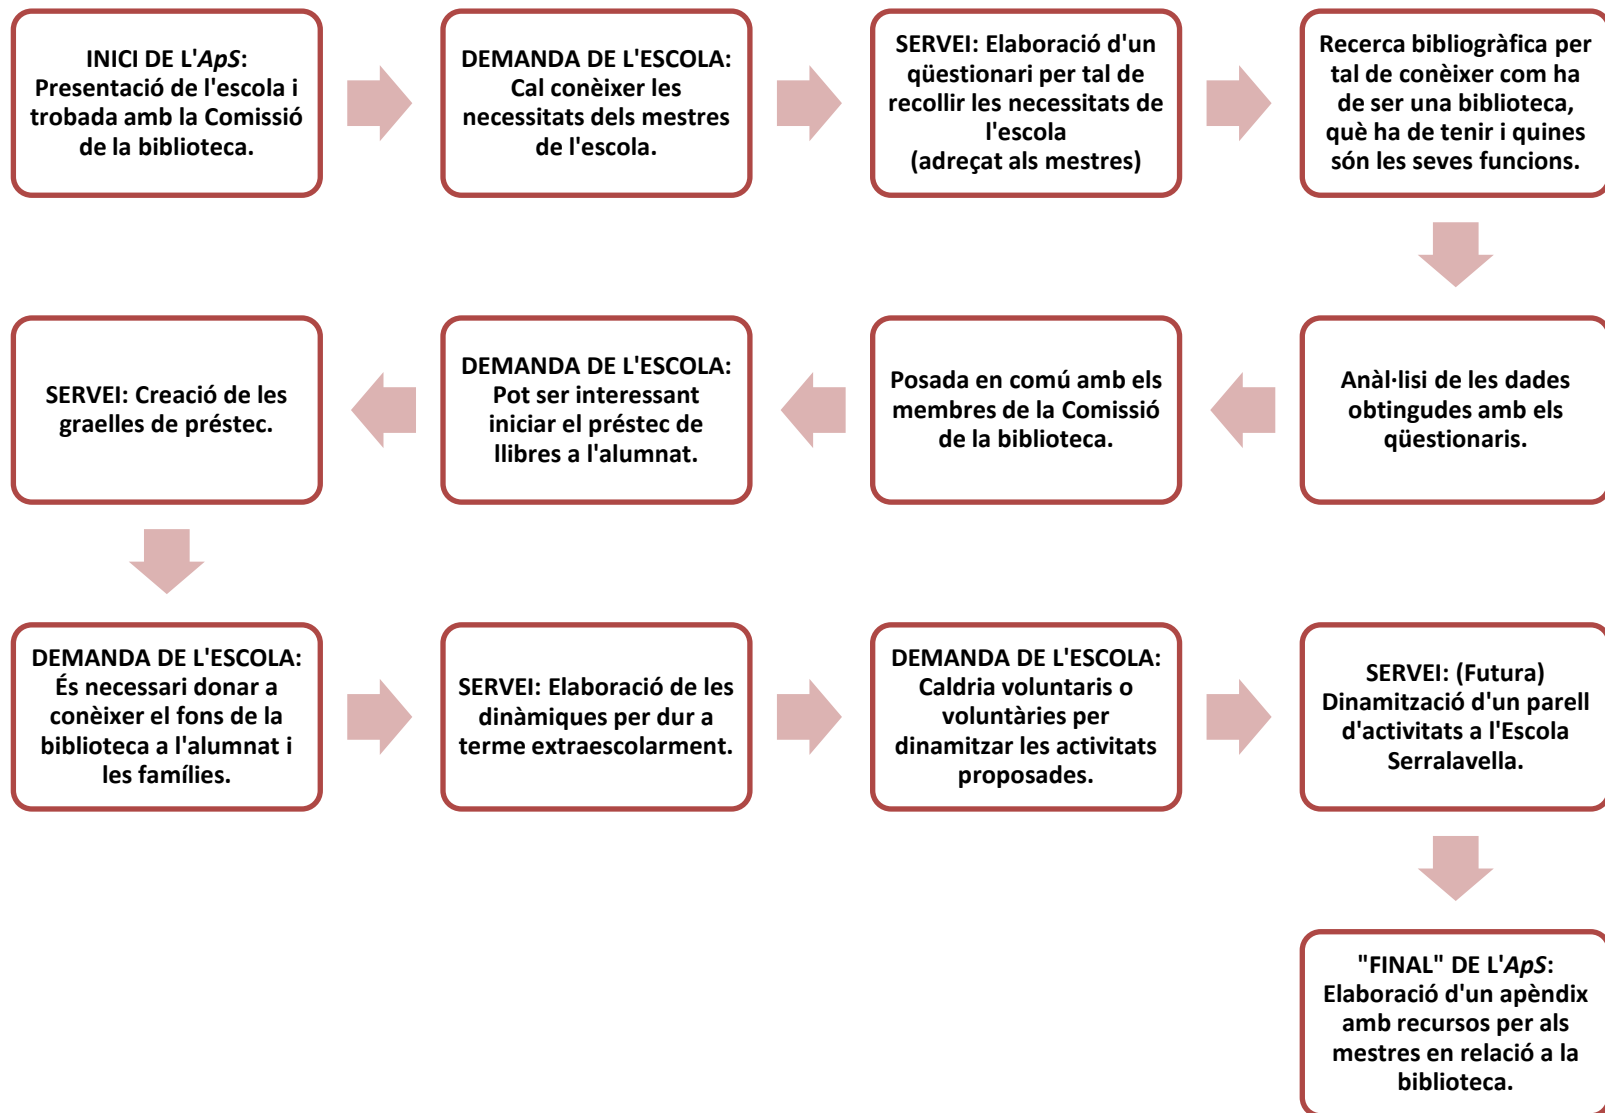 INICI DE L'ApS:
Presentació de l'escola i
trobada amb la Comissió
de la biblioteca.
DEMANDA DE L'ESCOLA:
Cal conèixer les
necessitats dels mestres
de l'escola.
SERVEI: Elaboració d'un
qüestionari per tal de
recollir les necessitats de
l'escola
(adreçat als mestres)
Recerca bibliogràfica per
tal de conèixer com ha
de ser una biblioteca,
què ha de tenir i quines
són les seves funcions.
Anàl·lisi de les dades
obtingudes amb els
qüestionaris.
Posada en comú amb els
membres de la Comissió
de la biblioteca.
DEMANDA DE L'ESCOLA:
Pot ser interessant
iniciar el préstec de
llibres a l'alumnat.
SERVEI: Creació de les
graelles de préstec.
DEMANDA DE L'ESCOLA:
És necessari donar a
conèixer el fons de la
biblioteca a l'alumnat i
les famílies.
SERVEI: Elaboració de les
dinàmiques per dur a
terme extraescolarment.
DEMANDA DE L'ESCOLA:
Caldria voluntaris o
voluntàries per
dinamitzar les activitats
proposades.
SERVEI: (Futura)
Dinamització d'un parell
d'activitats a l'Escola
Serralavella.
"FINAL" DE L'ApS:
Elaboració d'un apèndix
amb recursos per als
mestres en relació a la
biblioteca.